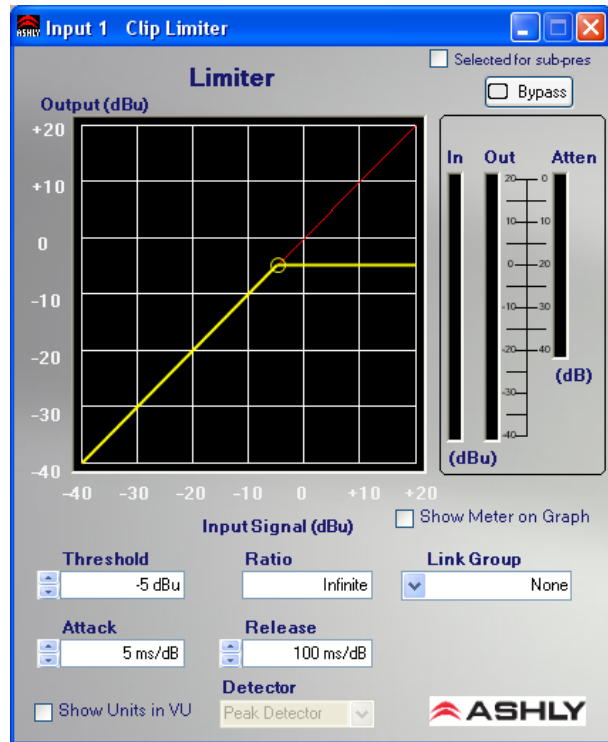 ASHLY Input 1 Clip Limiter
Selected for sub-pres
Limiter
Bypass
Output (dBu)
+20
+10
0
-10
-20
-30
-40
-40 -30 -20 -10 0 +10 +20
Input Signal (dBu)
In Out Atten
20 0
10 10
0 20
-10 30
-20 40
-30
-40
(dB)
(dBu)
Show Meter on Graph
Threshold Ratio Link Group
-5 dBu Infinite None
Attack Release
5 ms/dB 100 ms/dB
Detector
Show Units in VU Peak Detector ASHLY